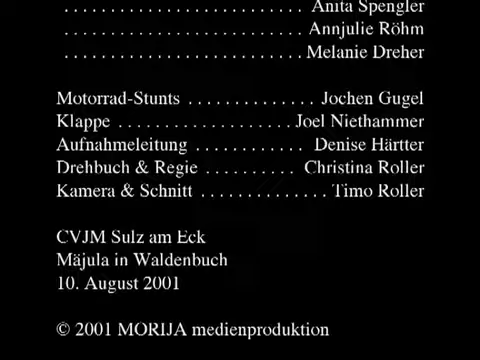 . . . . . . . . . . . . . . . . . . . . . . . . . Anita Spengler
. . . . . . . . . . . . . . . . . . . . . . . . . Annjulie Röhm
. . . . . . . . . . . . . . . . . . . . . . . . . Melanie Dreher
Motorrad-Stunts . . . . . . . . . . . . . Jochen Gugel
Klappe . . . . . . . . . . . . . . . . . . Joel Niethammer
Aufnahmeleitung . . . . . . . . . . . Denise Härtter
Drehbuch & Regie . . . . . . . . . . Christina Roller
Kamera & Schnitt . . . . . . . . . . . . . Timo Roller
CVJM Sulz am Eck
Mäjula in Waldenbuch
10. August 2001
© 2001 MORIJA medienproduktion